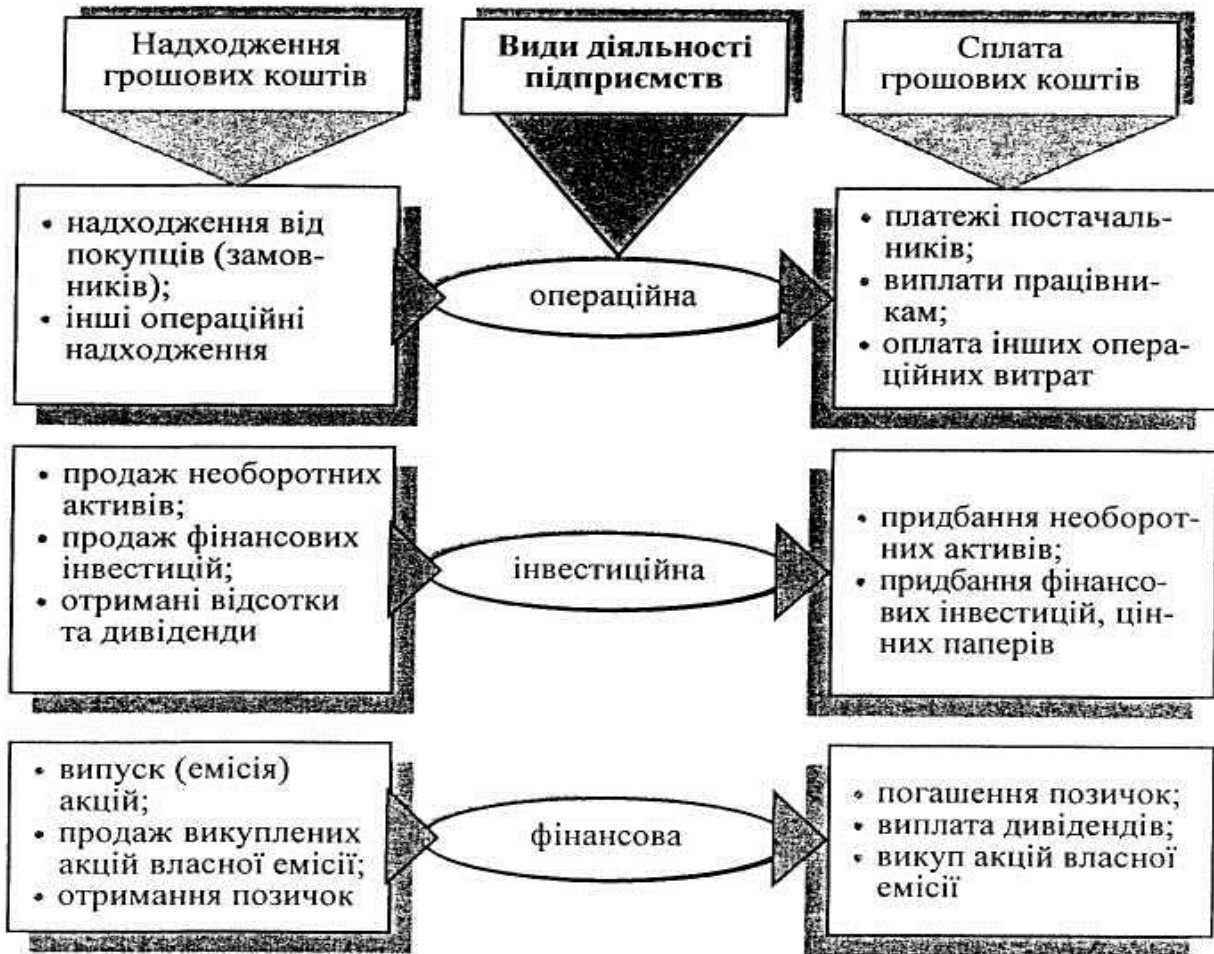 Надходження
грошових коштів
Види діяльності
підприємств
Сплата
грошових коштів
• надходження від
покупців (замов-
ників);
• інші операційні
надходження
операційна
• платежі постачаль-
ників;
• виплати працівни-
кам;
• оплата інших опера-
ційних витрат
• продаж необоротних
активів;
• продаж фінансових
інвестицій;
• отримані відсотки
та дивіденди
інвестиційна
• придбання необорот-
них активів;
• придбання фінансо-
вих інвестицій, цін-
них паперів
• випуск (емісія)
акцій;
• продаж викуплених
акцій власної емісії;
• отримання позичок
фінансова
• погашення позичок;
• виплата дивідендів;
• викуп акцій власної
емісії